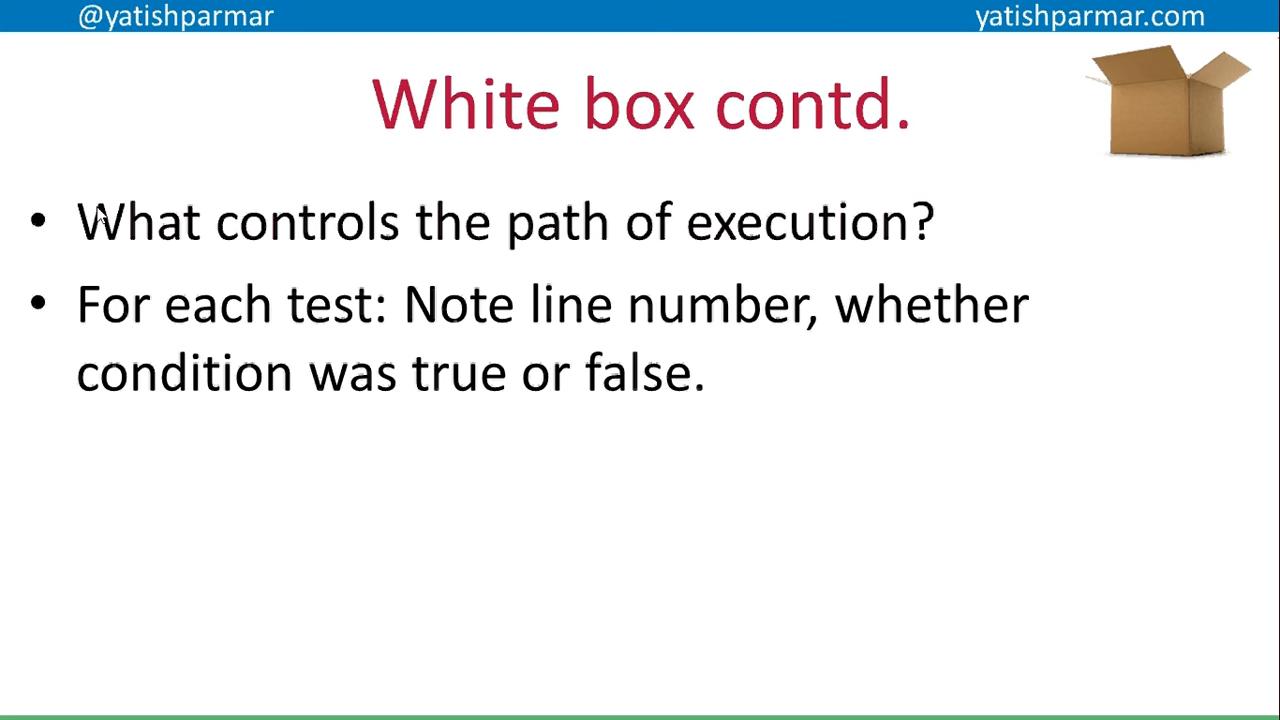 @yatishparmar yatishparmar.com
White box contd.
• What controls the path of execution?
• For each test: Note line number, whether
condition was true or false.